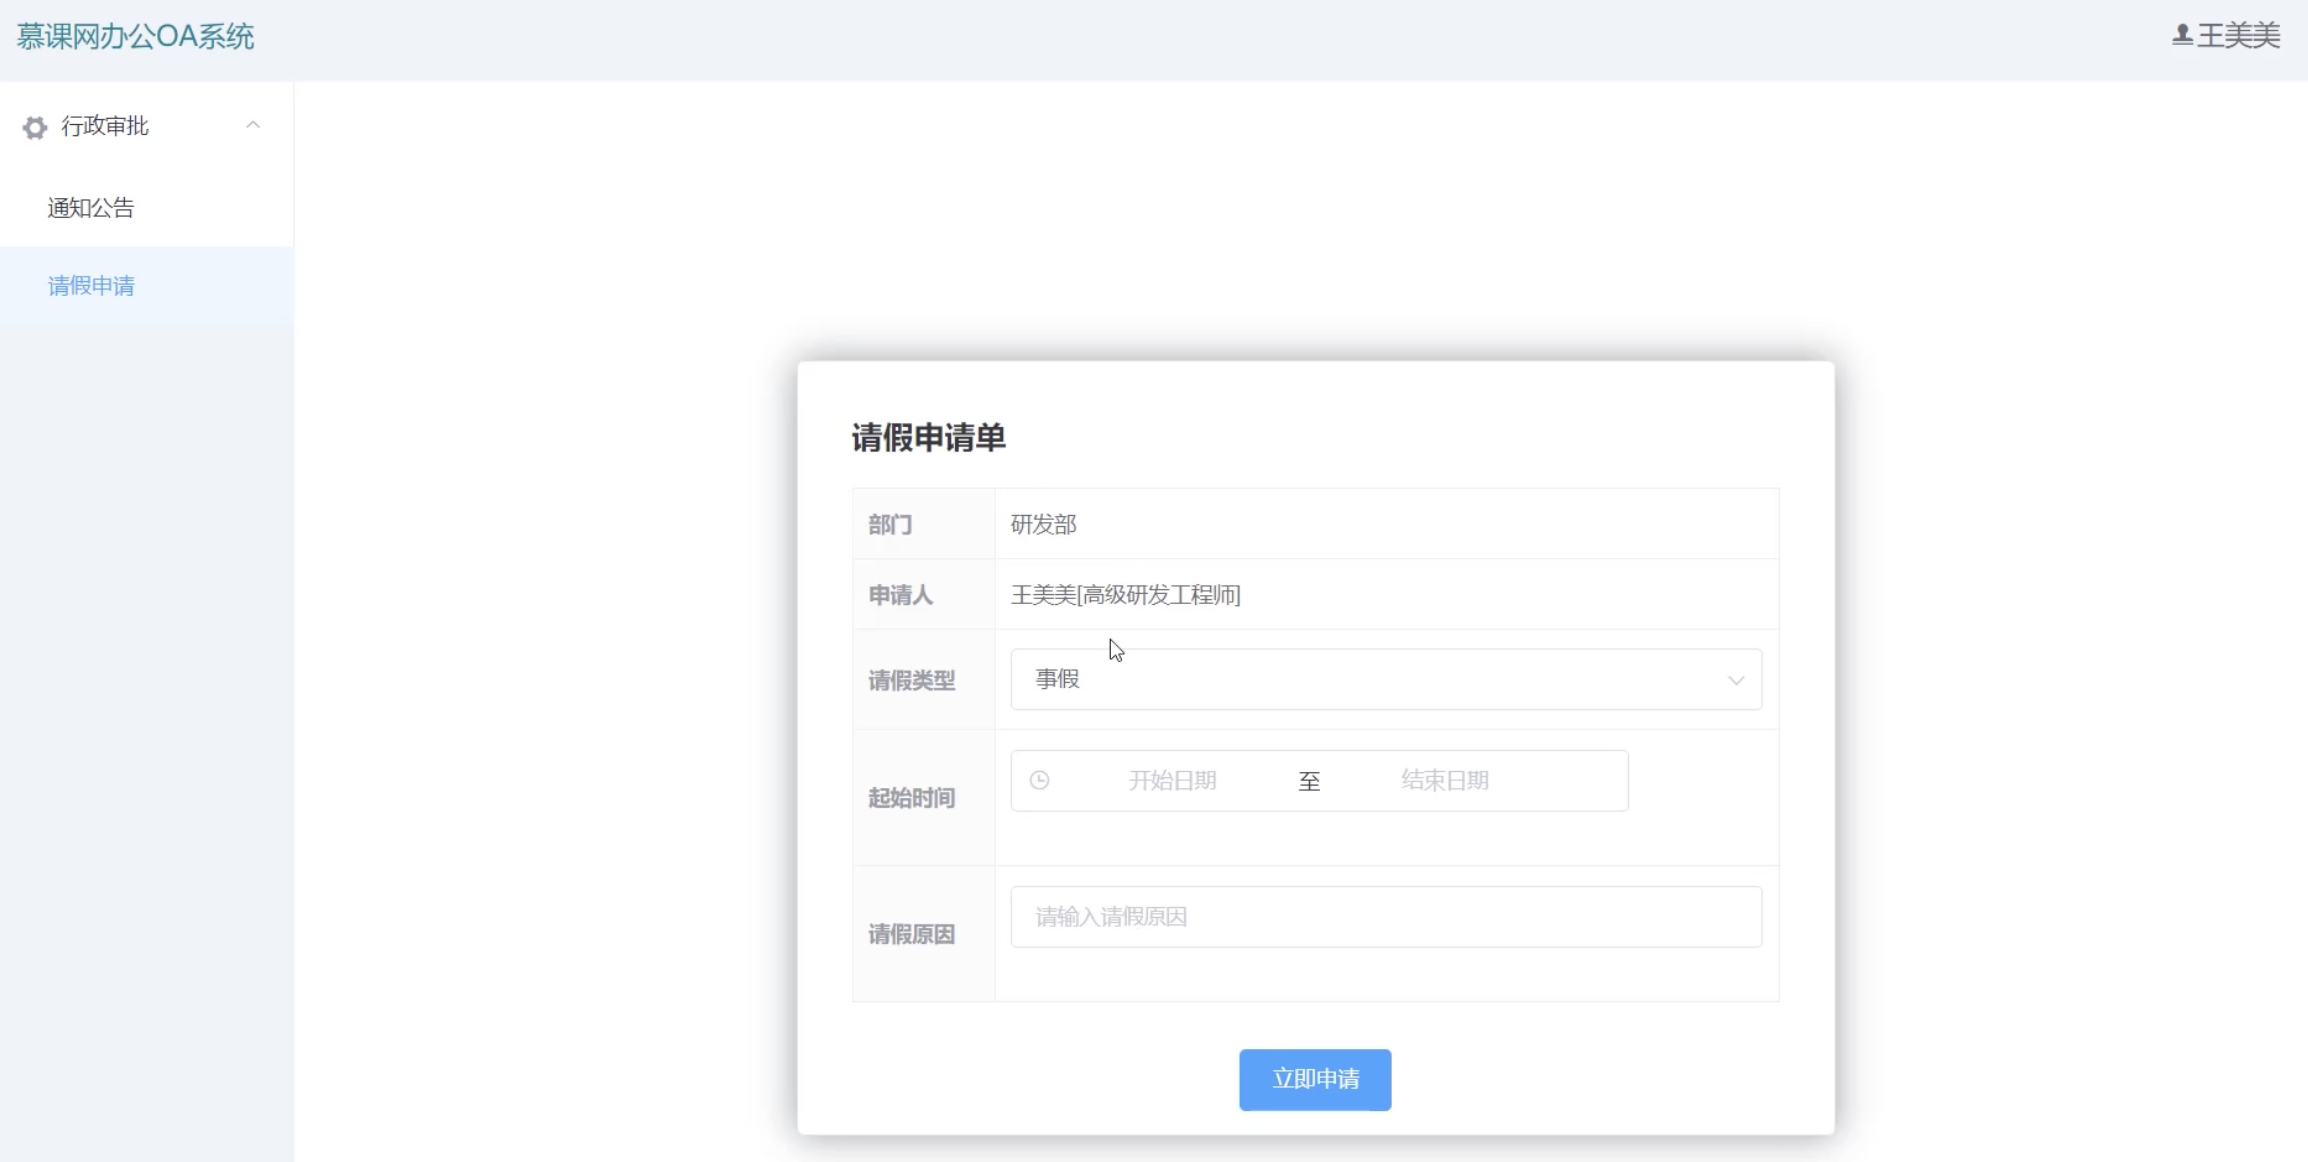 慕课网办公OA系统
王美美
行政审批
通知公告
请假申请
请假申请单
部门 研发部
申请人 王美美[高级研发工程师]
请假类型 事假
起始时间 开始日期 至 结束日期
请假原因 请输入请假原因
立即申请